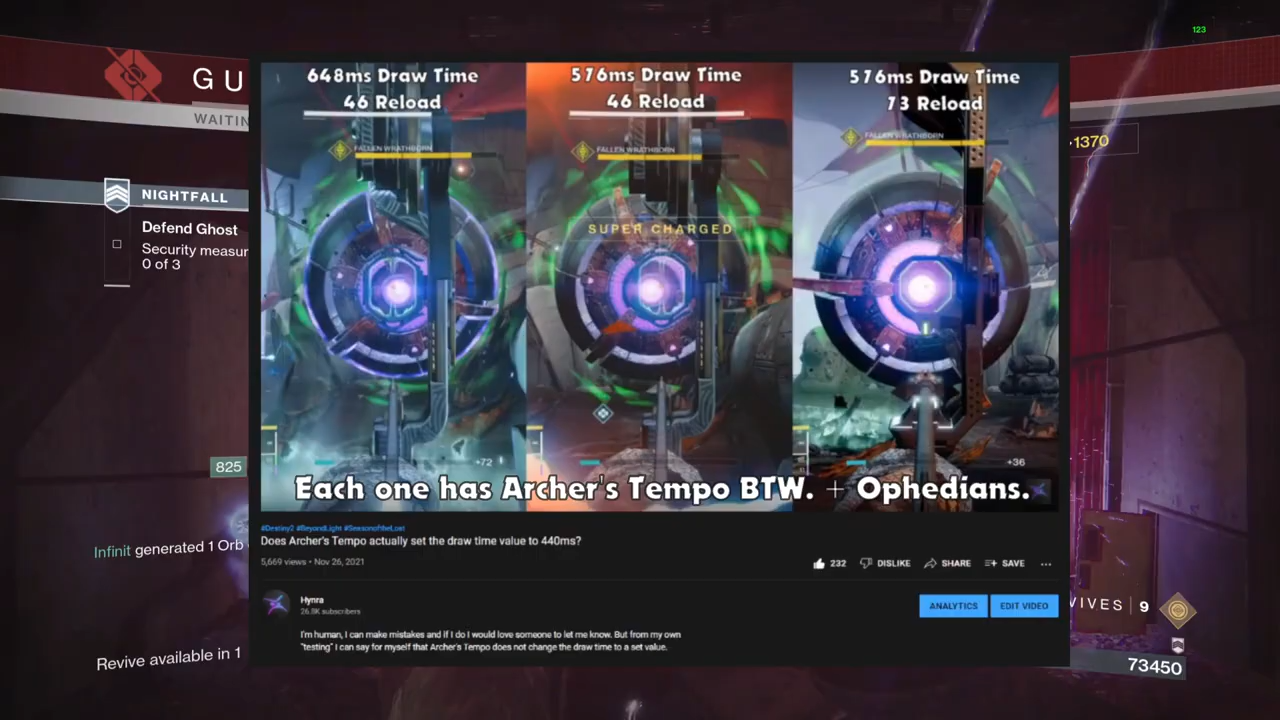 123
GU
WAITIN
NIGHTFALL
Defend Ghost
Security measur
0 of 3
825
Infinit generated 1 Orb
Revive available in 1
1370
VIVES | 9
73450
648ms Draw Time
46 Reload
FALLEN WRATHBORN
+72
576ms Draw Time
46 Reload
FALLEN WRATHBORN
SUPER CHARGED
576ms Draw Time
73 Reload
FALLEN WRATHBORN
+36
Each one has Archer's Tempo BTW. + Ophedians.
#Destiny2 #BeyondLight #SeasonoftheLost
Does Archer's Tempo actually set the draw time value to 440ms?
5,669 views • Nov 26, 2021
232 DISLIKE SHARE SAVE ...
Hynra
26.8K subscribers
ANALYTICS EDIT VIDEO
I'm human, I can make mistakes and if I do I would love someone to let me know. But from my own
"testing" I can say for myself that Archer's Tempo does not change the draw time to a set value.